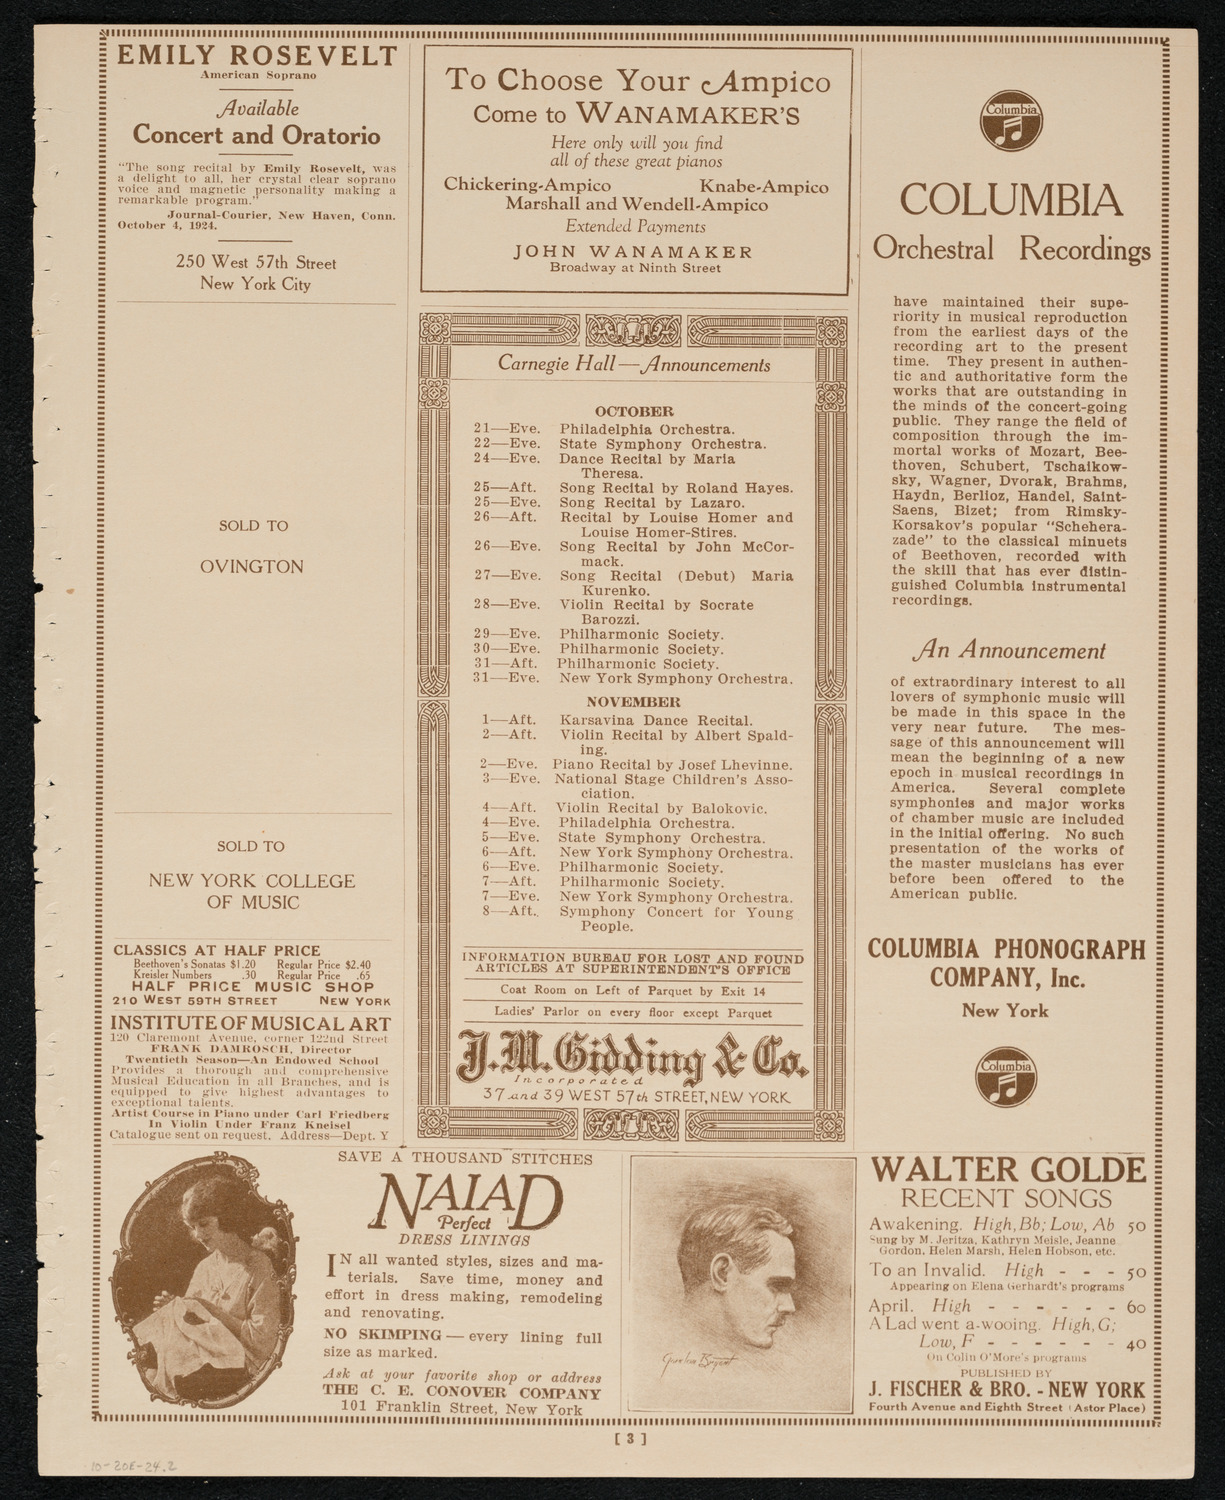 EMILY ROSEVELT
American Soprano
Available
Concert and Oratorio
"The song recital by Emily Rosevelt, was
a delight to all, her crystal clear soprano
voice and magnetic personality making a
remarkable program."
Journal-Courier, New Haven, Conn.
October 4, 1924.
250 West 57th Street
New York City
SOLD TO
OVINGTON
SOLD TO
NEW YORK COLLEGE
OF MUSIC
CLASSICS AT HALF PRICE
Beethoven's Sonatas $1.20 Regular Price $2.40
Kreisler Numbers .30 Regular Price .65
HALF PRICE MUSIC SHOP
210 WEST 59TH STREET NEW YORK
INSTITUTE OF MUSICAL ART
120 Claremont Avenue, corner 122nd Street
FRANK DAMROSCH, Director
Twentieth Season—An Endowed School
Provides a thorough and comprehensive
Musical Education in all Branches, and is
equipped to give highest advantages to
exceptional talents.
Artist Course in Piano under Carl Friedberg
In Violin Under Franz Kneisel
Catalogue sent on request. Address—Dept. Y
To Choose Your Ampico
Come to WANAMAKER'S
Here only will you find
all of these great pianos
Chickering-Ampico Knabe-Ampico
Marshall and Wendell-Ampico
Extended Payments
JOHN WANAMAKER
Broadway at Ninth Street
Carnegie Hall — Announcements
OCTOBER
21—Eve. Philadelphia Orchestra.
22—Eve. State Symphony Orchestra.
24—Eve. Dance Recital by Maria
Theresa.
25—Aft. Song Recital by Roland Hayes.
25—Eve. Song Recital by Lazaro.
26—Aft. Recital by Louise Homer and
Louise Homer-Stires.
26—Eve. Song Recital by John McCor-
mack.
27—Eve. Song Recital (Debut) Maria
Kurenko.
28—Eve. Violin Recital by Socrate
Barozzi.
29—Eve. Philharmonic Society.
30—Eve. Philharmonic Society.
31—Aft. Philharmonic Society.
31—Eve. New York Symphony Orchestra.
NOVEMBER
1—Aft. Karsavina Dance Recital.
2—Aft. Violin Recital by Albert Spald-
ing.
2—Eve. Piano Recital by Josef Lhevinne.
3—Eve. National Stage Children's Asso-
ciation.
4—Aft. Violin Recital by Balokovic.
4—Eve. Philadelphia Orchestra.
5—Eve. State Symphony Orchestra.
6—Aft. New York Symphony Orchestra.
6—Eve. Philharmonic Society.
7—Aft. Philharmonic Society.
7—Eve. New York Symphony Orchestra.
8—Aft. Symphony Concert for Young
People.
INFORMATION BUREAU FOR LOST AND FOUND
ARTICLES AT SUPERINTENDENT'S OFFICE
Coat Room on Left of Parquet by Exit 14
Ladies' Parlor on every floor except Parquet
J.M. Gidding & Co.
Incorporated
37 and 39 WEST 57th STREET, NEW YORK
Columbia
COLUMBIA
Orchestral Recordings
have maintained their supe-
riority in musical reproduction
from the earliest days of the
recording art to the present
time. They present in authen-
tic and authoritative form the
works that are outstanding in
the minds of the concert-going
public. They range the field of
composition through the im-
mortal works of Mozart, Bee-
thoven, Schubert, Tschaikow-
sky, Wagner, Dvorak, Brahms,
Haydn, Berlioz, Handel, Saint-
Saens, Bizet; from Rimsky-
Korsakov's popular "Schehera-
zade" to the classical minuets
of Beethoven, recorded with
the skill that has ever distin-
guished Columbia instrumental
recordings.
An Announcement
of extraordinary interest to all
lovers of symphonic music will
be made in this space in the
very near future. The mes-
sage of this announcement will
mean the beginning of a new
epoch in musical recordings in
America. Several complete
symphonies and major works
of chamber music are included
in the initial offering. No such
presentation of the works of
the master musicians has ever
before been offered to the
American public.
COLUMBIA PHONOGRAPH
COMPANY, Inc.
New York
Columbia
SAVE A THOUSAND STITCHES
NAIAD
Perfect
DRESS LININGS
IN all wanted styles, sizes and ma-
terials. Save time, money and
effort in dress making, remodeling
and renovating.
NO SKIMPING — every lining full
size as marked.
Ask at your favorite shop or address
THE C. E. CONOVER COMPANY
101 Franklin Street, New York
Gordon Bryant
WALTER GOLDE
RECENT SONGS
Awakening. High, Bb; Low, Ab 50
Sung by M. Jeritza, Kathryn Meisle, Jeanne
Gordon, Helen Marsh, Helen Hobson, etc.
To an Invalid. High - - - 50
Appearing on Elena Gerhardt's programs
April. High - - - - - - 60
A Lad went a-wooing. High, G;
Low, F - - - - - - 40
On Colin O'More's programs
PUBLISHED BY
J. FISCHER & BRO. - NEW YORK
Fourth Avenue and Eighth Street (Astor Place)
[ 3 ]
10-20E-24.2